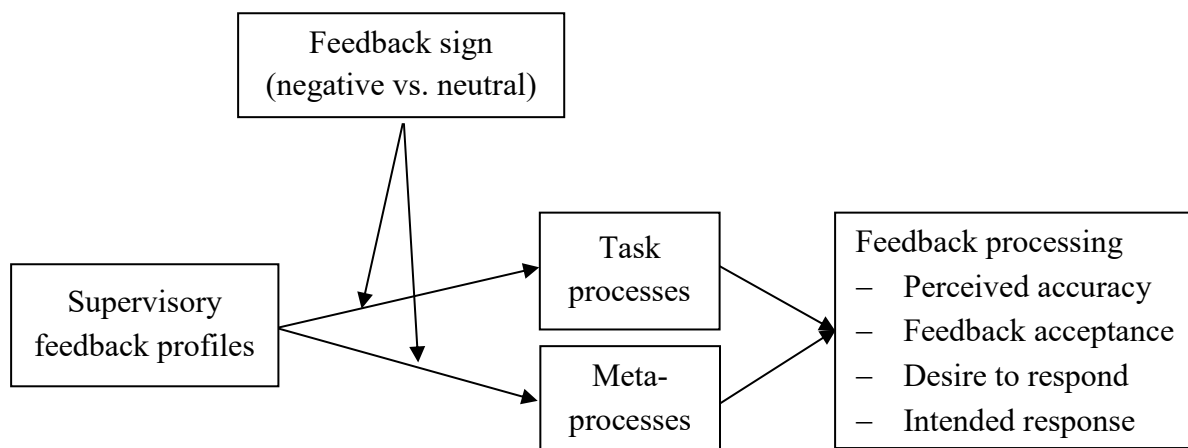 Feedback sign
(negative vs. neutral)
Supervisory
feedback profiles
Task
processes
Meta-
processes
Feedback processing
– Perceived accuracy
– Feedback acceptance
– Desire to respond
– Intended response